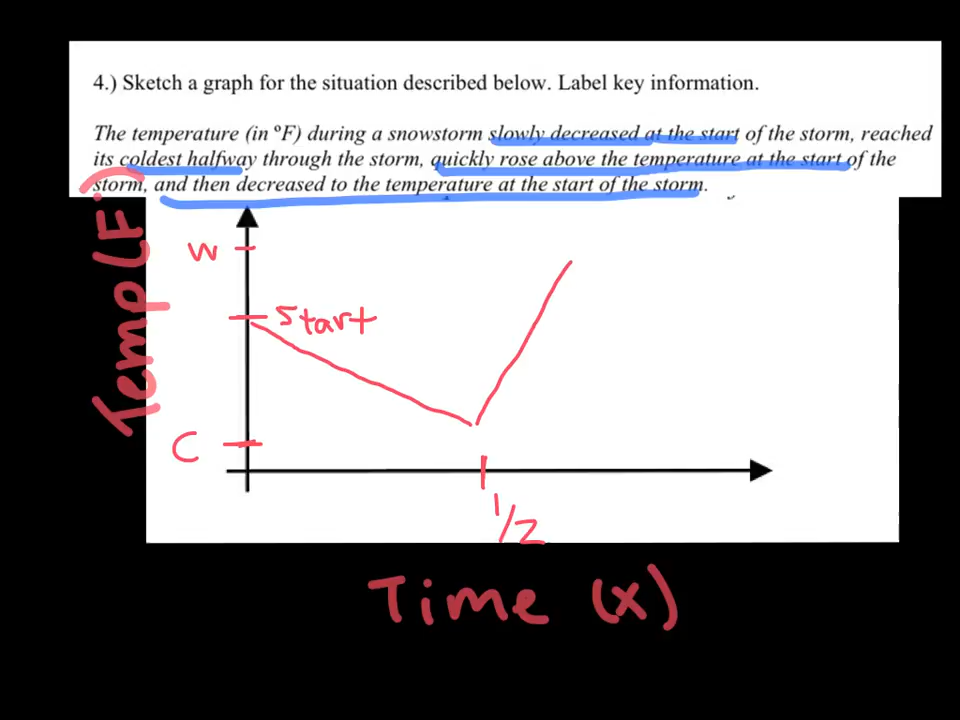 4.) Sketch a graph for the situation described below. Label key information.
The temperature (in ºF) during a snowstorm slowly decreased at the start of the storm, reached
its coldest halfway through the storm, quickly rose above the temperature at the start of the
storm, and then decreased to the temperature at the start of the storm.
Temp(F)
W
Start
C
1/2
Time (x)